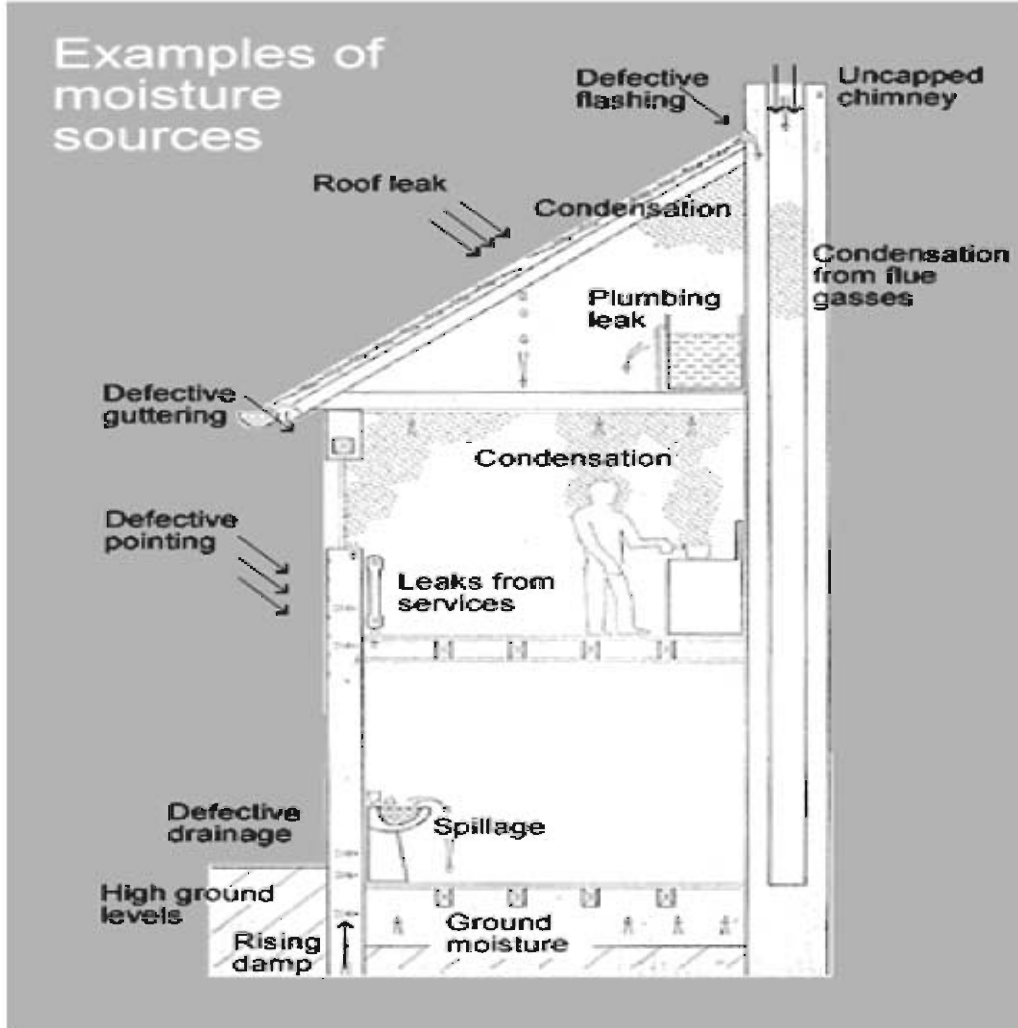 Examples of
moisture
sources
Defective
flashing
Uncapped
chimney
Roof leak
Condensation
Condensation
from flue
gasses
Plumbing
leak
Defective
guttering
Condensation
Defective
pointing
Leaks from
services
Defective
drainage
Spillage
High ground
levels
Rising
damp
Ground
moisture